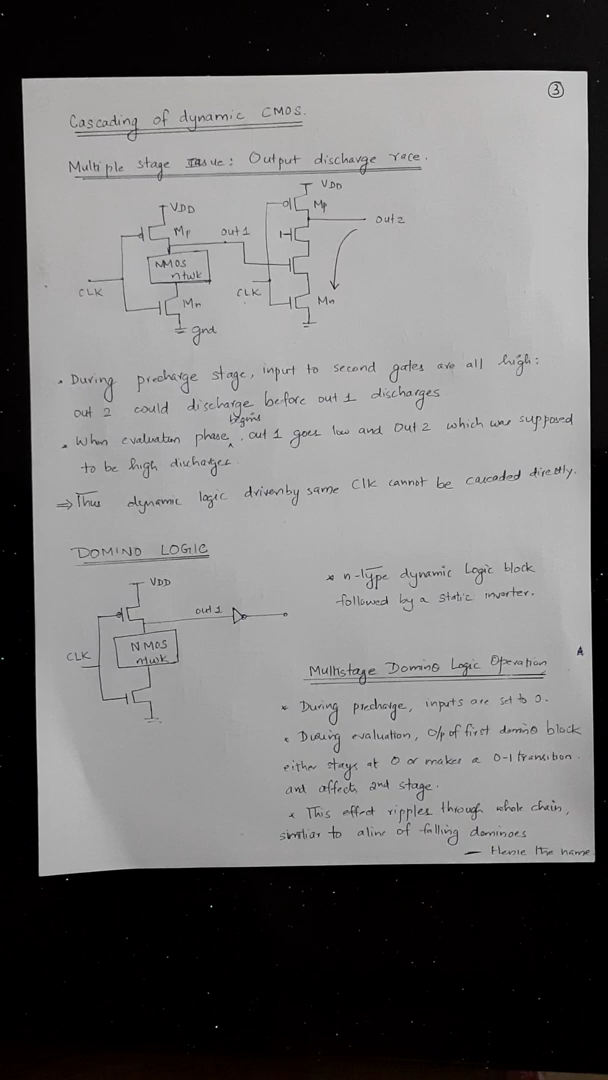 3
Cascading of dynamic CMOS.
Multiple stage Issue: Output discharge race.
VDD
Mp
out2
VDD
Mp
out 1
NMOS
ntwk
CLK
CLK
Mn
Mn
gnd
• During precharge stage, input to second gates are all high:
out 2 could discharge before out 1 discharges
begins
• When evaluation phase ^ . out 1 goes low and Out 2 which was supposed
to be high discharges.
⇒ Thus dynamic logic driven by same Clk cannot be cascaded directly.
DOMINO LOGIC
VDD
out 1
NMOS
ntwk
CLK
* n-type dynamic Logic block
followed by a static inverter.
A
Multistage Domino Logic Operation
* During precharge, inputs are set to 0.
* During evaluation, O/p of first domino block
either stays at 0 or makes a 0-1 transition.
and affects 2nd stage.
* This effect ripples through whole chain,
similiar to a line of falling dominoes
— Hence the name